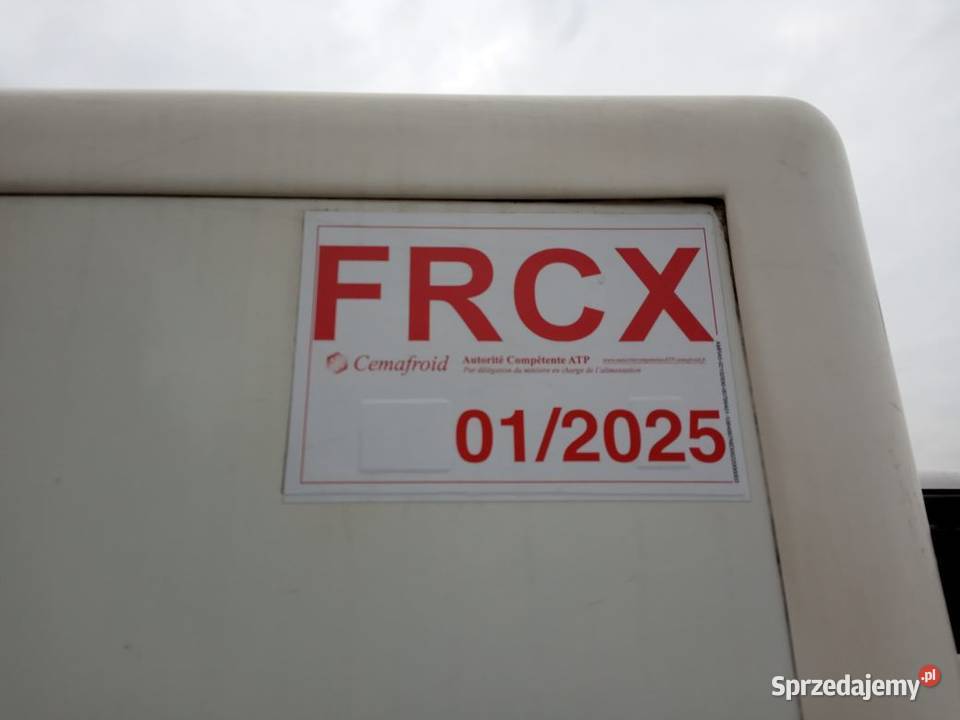 FRCX
Cemafroid Autorité Compétente ATP
Par délégation du ministre en charge de l'alimentation
01/2025
Sprzedajemy.pl